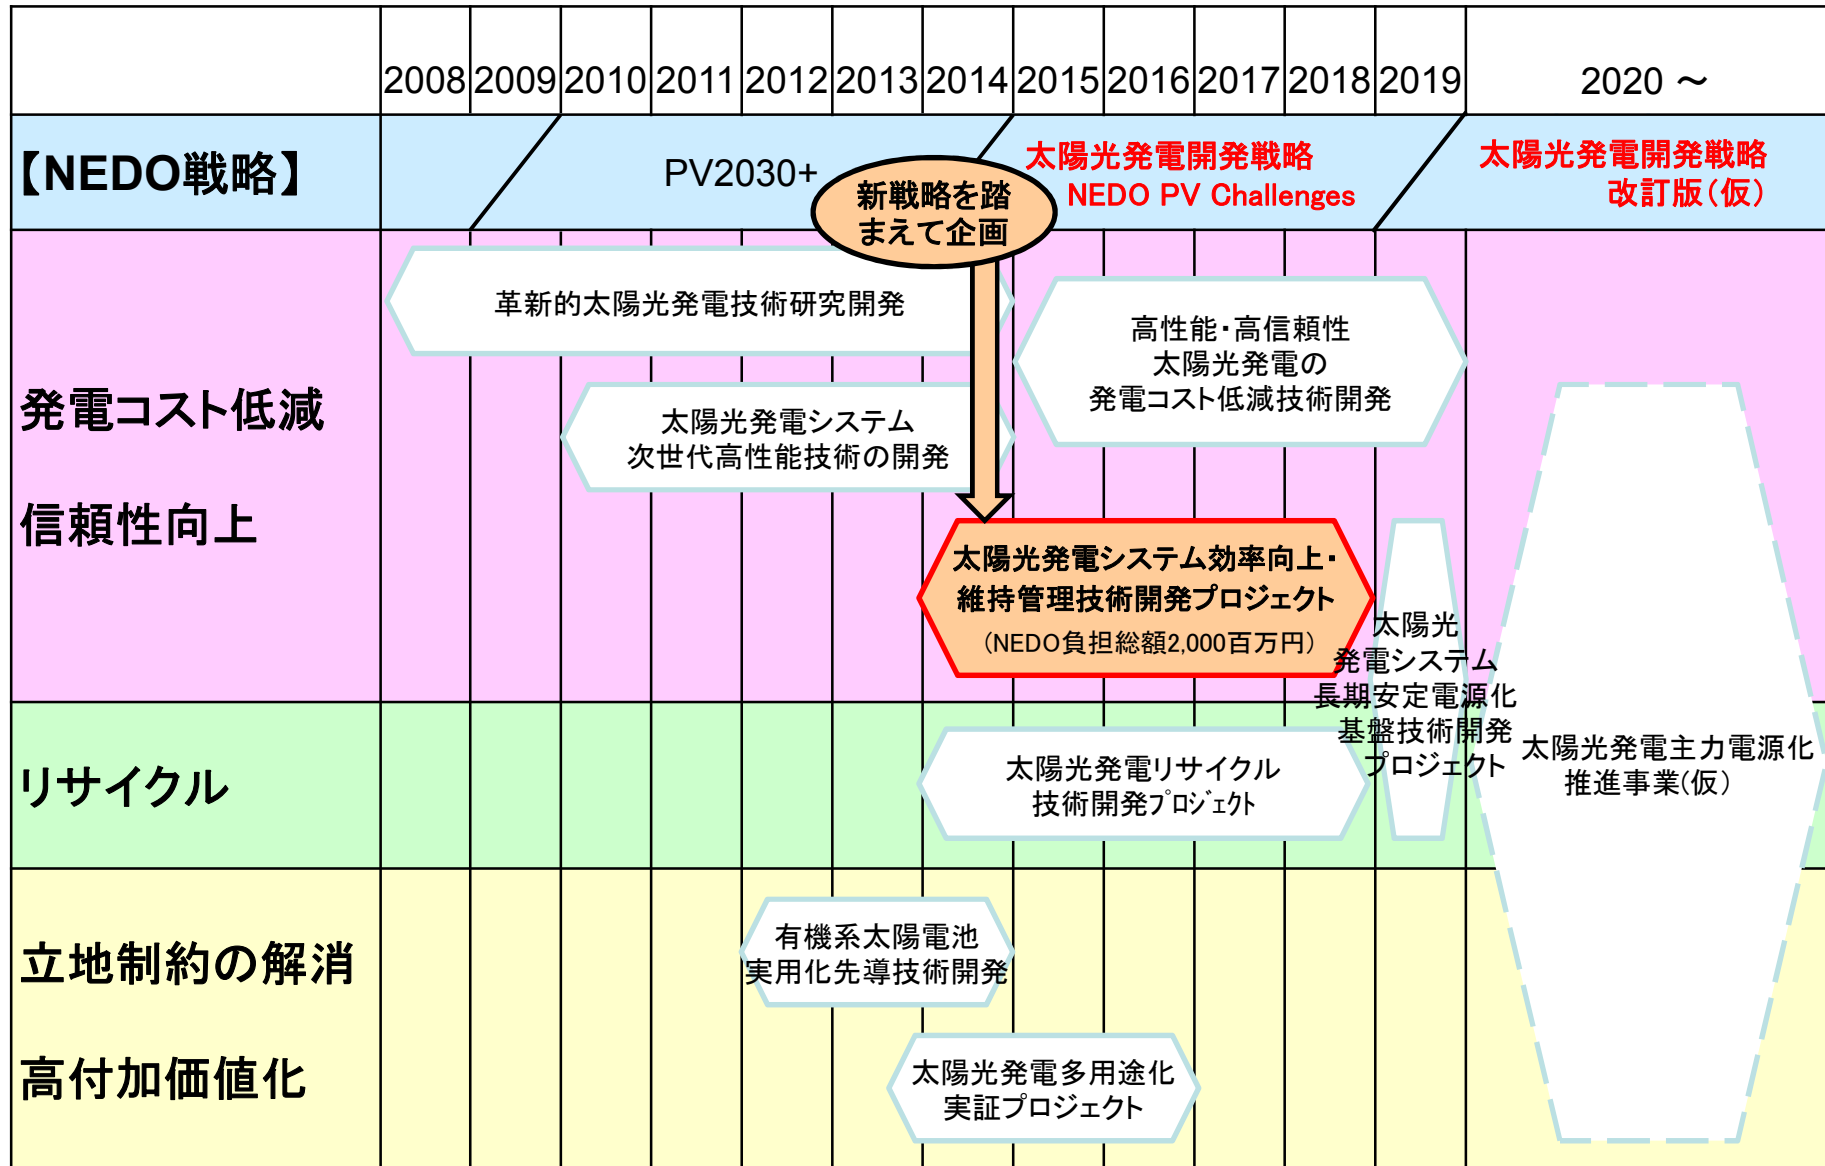 2008 2009 2010 2011 2012 2013 2014 2015 2016 2017 2018 2019 2020 ～
【NEDO戦略】
PV2030+
新戦略を踏
まえて企画
太陽光発電開発戦略
NEDO PV Challenges
太陽光発電開発戦略
改訂版(仮)
発電コスト低減
信頼性向上
革新的太陽光発電技術研究開発
太陽光発電システム
次世代高性能技術の開発
高性能・高信頼性
太陽光発電の
発電コスト低減技術開発
太陽光発電システム効率向上・
維持管理技術開発プロジェクト
(NEDO負担総額2,000百万円)
太陽光
発電システム
長期安定電源化
基盤技術開発
プロジェクト
太陽光発電主力電源化
推進事業(仮)
リサイクル
太陽光発電リサイクル
技術開発ﾌﾟﾛｼﾞｪｸﾄ
立地制約の解消
高付加価値化
有機系太陽電池
実用化先導技術開発
太陽光発電多用途化
実証プロジェクト